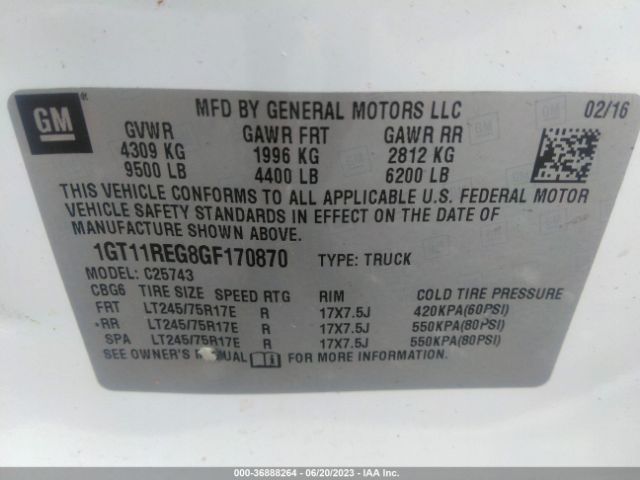 GM
MFD BY GENERAL MOTORS LLC 02/16
GVWR GAWR FRT GAWR RR
4309 KG 1996 KG 2812 KG
9500 LB 4400 LB 6200 LB
THIS VEHICLE CONFORMS TO ALL APPLICABLE U.S. FEDERAL MOTOR
VEHICLE SAFETY STANDARDS IN EFFECT ON THE DATE OF
MANUFACTURE SHOWN ABOVE.
1GT11REG8GF170870 TYPE: TRUCK
MODEL: C25743
CBG6 TIRE SIZE SPEED RTG RIM COLD TIRE PRESSURE
FRT LT245/75R17E R 17X7.5J 420KPA(60PSI)
RR LT245/75R17E R 17X7.5J 550KPA(80PSI)
SPA LT245/75R17E R 17X7.5J 550KPA(80PSI)
SEE OWNER'S MANUAL
000-36888264 - 06/20/2023 - IAA Inc.